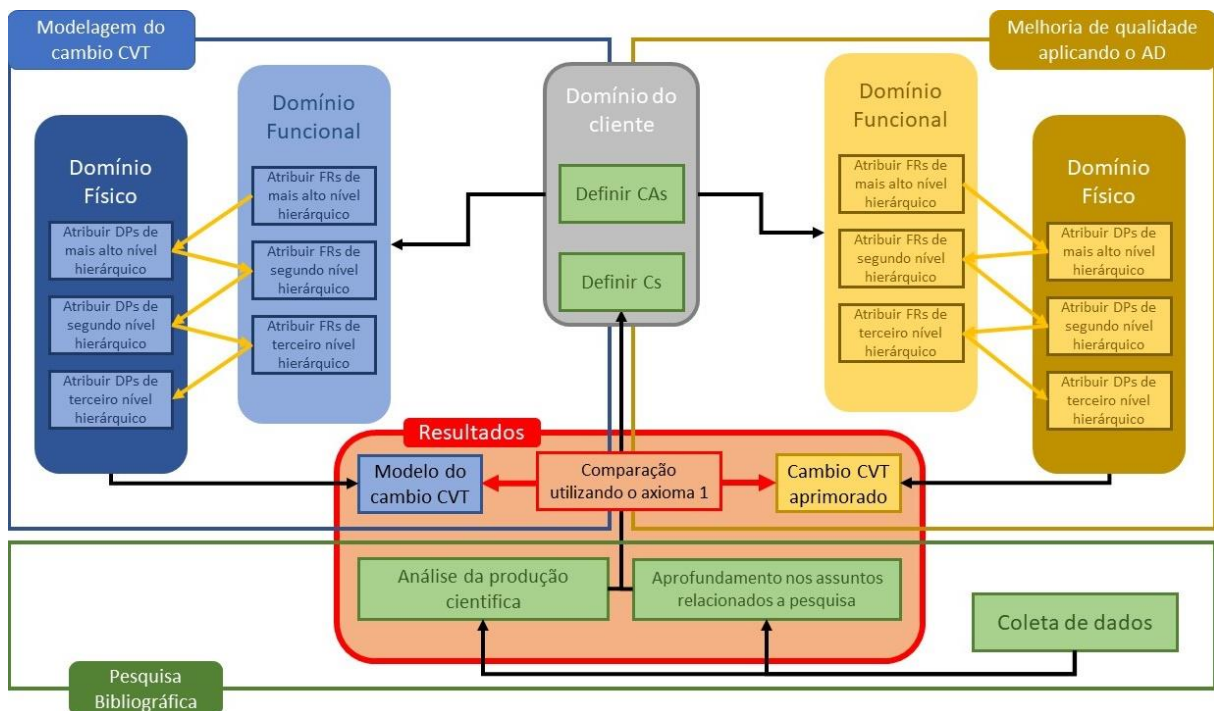 Modelagem do
cambio CVT
Melhoria de qualidade
aplicando o AD
Domínio
Físico
Atribuir DPs de
mais alto nível
hierárquico
Atribuir DPs de
segundo nível
hierárquico
Atribuir DPs de
terceiro nível
hierárquico
Domínio
Funcional
Atribuir FRs de
mais alto nível
hierárquico
Atribuir FRs de
segundo nível
hierárquico
Atribuir FRs de
terceiro nível
hierárquico
Domínio do
cliente
Definir CAs
Definir Cs
Domínio
Funcional
Atribuir FRs de
mais alto nível
hierárquico
Atribuir FRs de
segundo nível
hierárquico
Atribuir FRs de
terceiro nível
hierárquico
Domínio
Físico
Atribuir DPs de
mais alto nível
hierárquico
Atribuir DPs de
segundo nível
hierárquico
Atribuir DPs de
terceiro nível
hierárquico
Resultados
Modelo do
cambio CVT
Comparação
utilizando o axioma 1
Cambio CVT
aprimorado
Análise da produção
cientifica
Aprofundamento nos assuntos
relacionados a pesquisa
Coleta de dados
Pesquisa
Bibliográfica